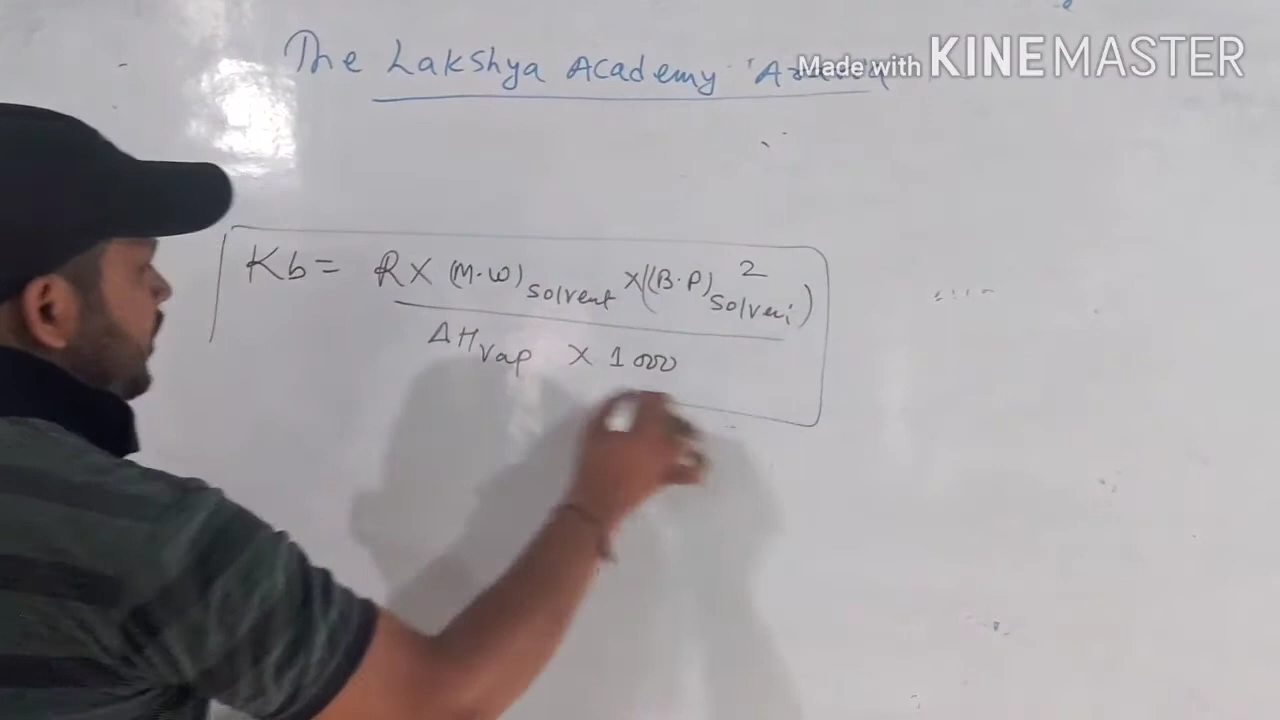 The Lakshya Academy
Made with KINEMASTER
Kb = R X (M.W) solvent X ((B.P)² solvent)
ΔHvap X 1000